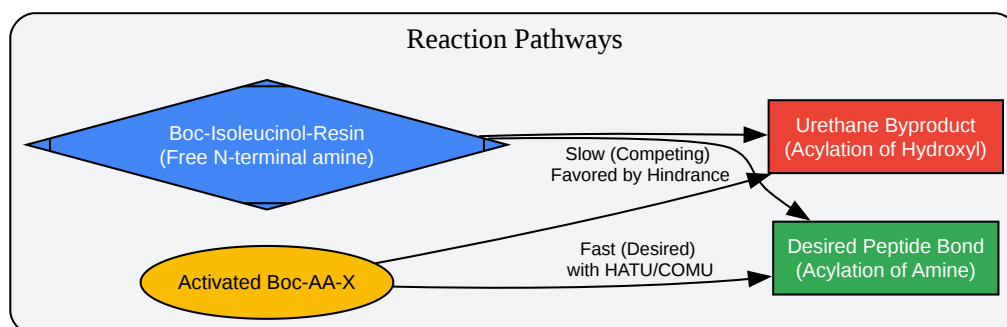 Reaction Pathways
Boc-Isoleucinol-Resin
(Free N-terminal amine)
Urethane Byproduct
(Acylation of Hydroxyl)
Slow (Competing)
Favored by Hindrance
Activated Boc-AA-X
Fast (Desired)
with HATU/COMU
Desired Peptide Bond
(Acylation of Amine)